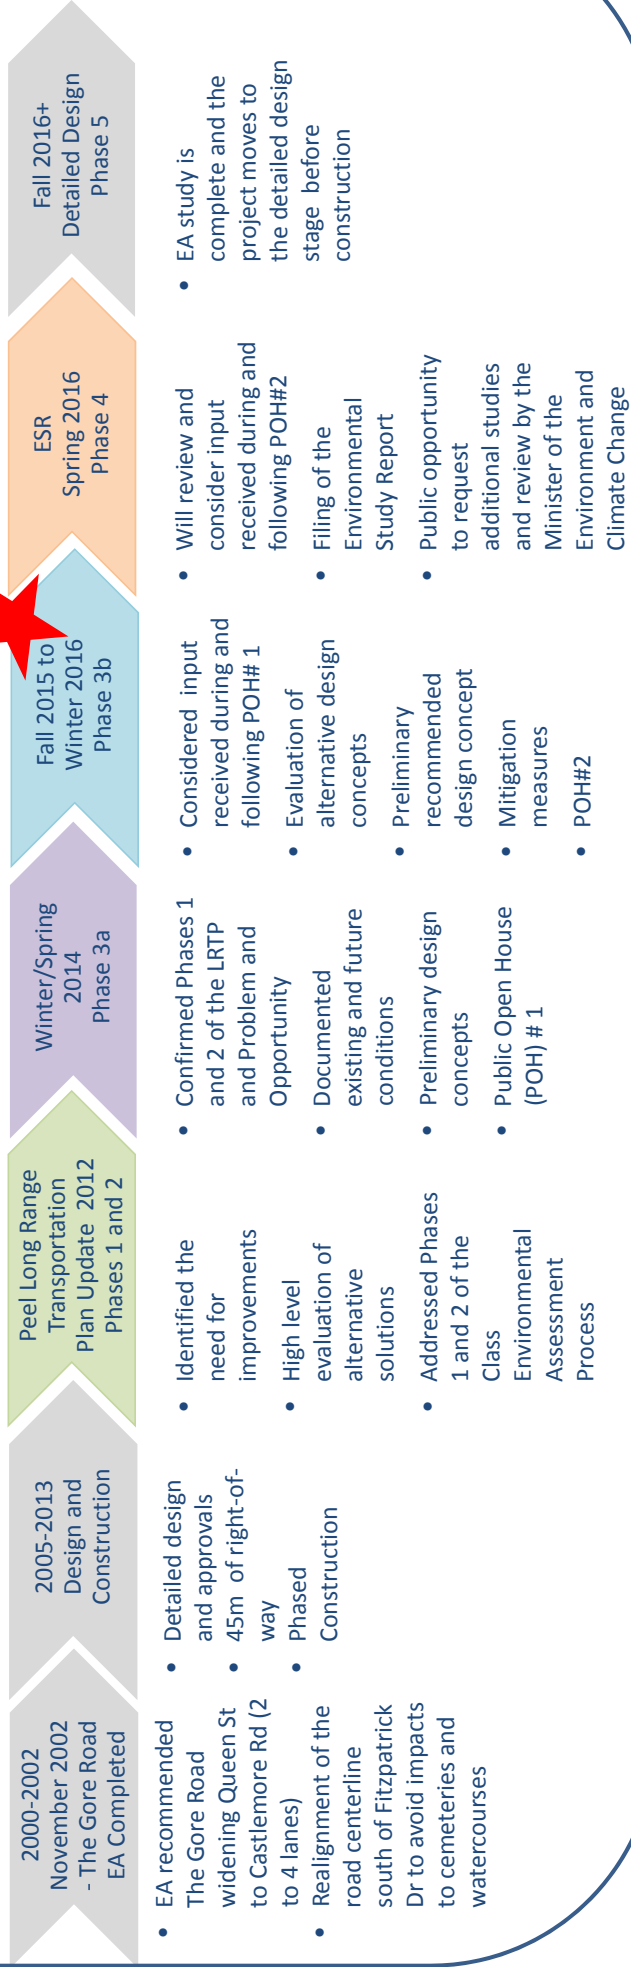 2000-2002
November 2002
- The Gore Road
EA Completed
• EA recommended
The Gore Road
widening Queen St
to Castlemore Rd (2
to 4 lanes)
• Realignment of the
road centerline
south of Fitzpatrick
Dr to avoid impacts
to cemeteries and
watercourses
2005-2013
Design and
Construction
• Detailed design
and approvals
• 45m of right-of-
way
• Phased
Construction
Peel Long Range
Transportation
Plan Update 2012
Phases 1 and 2
• Identified the
need for
improvements
• High level
evaluation of
alternative
solutions
• Addressed Phases
1 and 2 of the
Class
Environmental
Assessment
Process
Winter/Spring
2014
Phase 3a
• Confirmed Phases 1
and 2 of the LRTP
and Problem and
Opportunity
• Documented
existing and future
conditions
• Preliminary design
concepts
• Public Open House
(POH) # 1
Fall 2015 to
Winter 2016
Phase 3b
• Considered input
received during and
following POH# 1
• Evaluation of
alternative design
concepts
• Preliminary
recommended
design concept
• Mitigation
measures
• POH#2
ESR
Spring 2016
Phase 4
• Will review and
consider input
received during and
following POH#2
• Filing of the
Environmental
Study Report
• Public opportunity
to request
additional studies
and review by the
Minister of the
Environment and
Climate Change
Fall 2016+
Detailed Design
Phase 5
• EA study is
complete and the
project moves to
the detailed design
stage before
construction